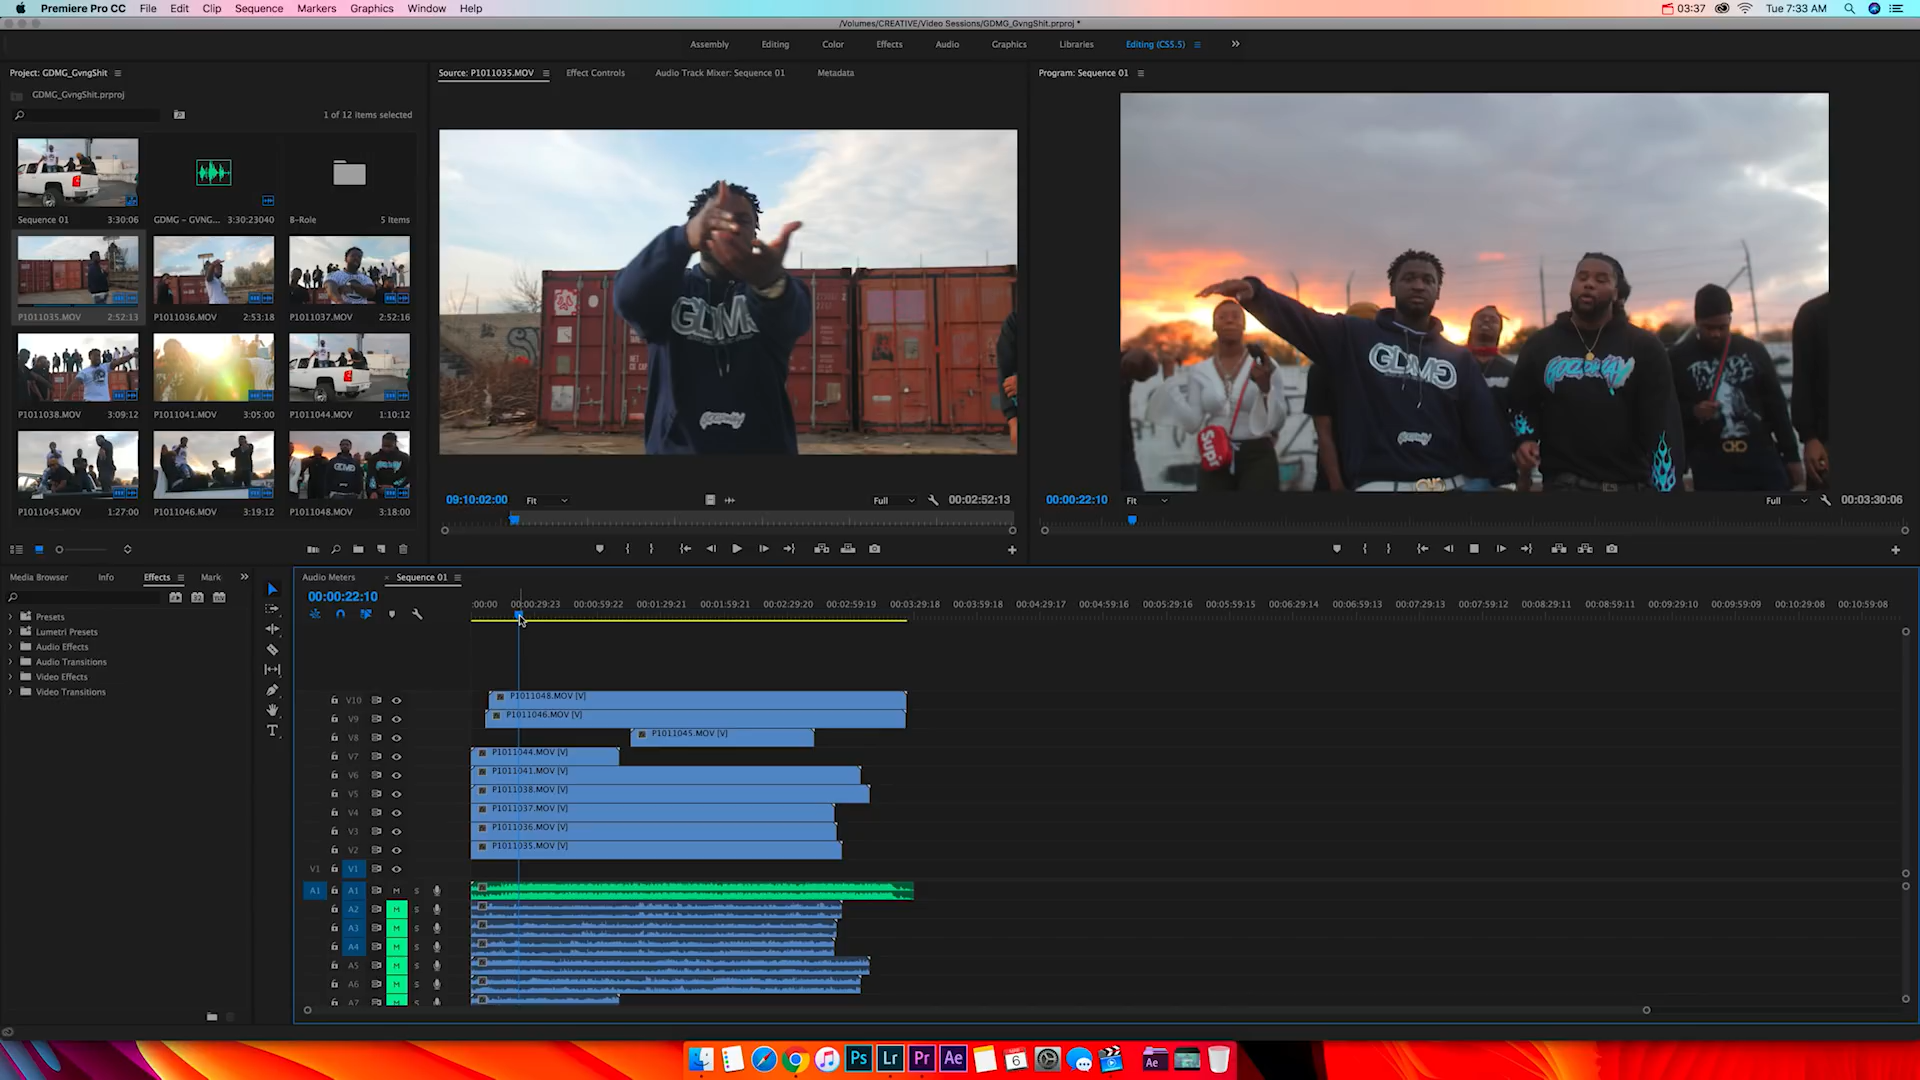 Premiere Pro CC File Edit Clip Sequence Markers Graphics Window Help
03:37 Tue 7:33 AM
/Volumes/CREATIVE/Video Sessions/GDMG_GvngShit.prproj *
Assembly Editing Color Effects Audio Graphics Libraries Editing (CS5.5)
Project: GDMG_GvngShit
GDMG_GvngShit.prproj
1 of 12 items selected
Sequence 01 3:30:06
GDMG - GVNG... 3:30:23040
B-Role 5 Items
P1011035.MOV 2:52:13
P1011036.MOV 2:53:18
P1011037.MOV 2:52:16
P1011038.MOV 3:09:12
P1011041.MOV 3:05:00
P1011044.MOV 1:10:12
P1011045.MOV 1:27:00
P1011046.MOV 3:19:12
P1011048.MOV 3:18:00
Source: P1011035.MOV Effect Controls Audio Track Mixer: Sequence 01 Metadata
GDMG
09:10:02:00 Fit Full 00:02:52:13
Program: Sequence 01
GDMG
Supr
00:00:22:10 Fit Full 00:03:30:06
Media Browser Info Effects Mark
Presets
Lumetri Presets
Audio Effects
Audio Transitions
Video Effects
Video Transitions
Audio Meters × Sequence 01
00:00:22:10
:00:00 00:00:29:23 00:00:59:22 00:01:29:21 00:01:59:21 00:02:29:20 00:02:59:19 00:03:29:18 00:03:59:18 00:04:29:17 00:04:59:16 00:05:29:16 00:05:59:15 00:06:29:14 00:06:59:13 00:07:29:13 00:07:59:12 00:08:29:11 00:08:59:11 00:09:29:10 00:09:59:09 00:10:29:08 00:10:59:08
V10 P1011048.MOV [V]
V9 P1011046.MOV [V]
V8 P1011045.MOV [V]
V7 P1011044.MOV [V]
V6 P1011041.MOV [V]
V5 P1011038.MOV [V]
V4 P1011037.MOV [V]
V3 P1011036.MOV [V]
V2 P1011035.MOV [V]
V1 V1
A1 A1 M S
A2 M S
A3 M S
A4 M S
A5 M S
A6 M S
A7 M S
Ps Lr Pr Ae 6 Ae